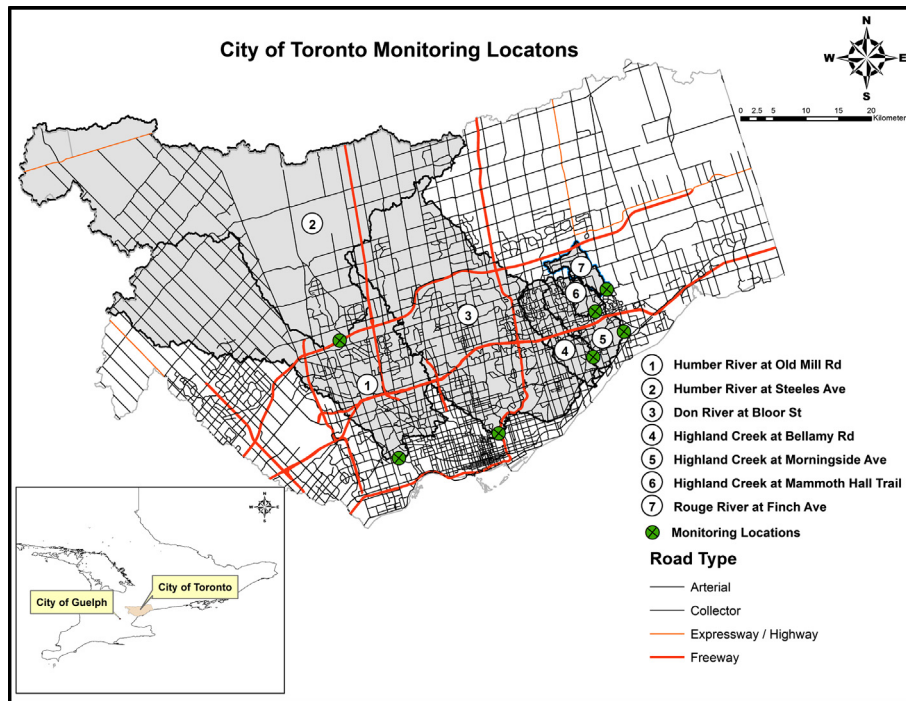 City of Toronto Monitoring Locatons
N
W E
S
0 2.5 5 10 15 20
Kilometer
2
7
6
3
5
4
1
1 Humber River at Old Mill Rd
2 Humber River at Steeles Ave
3 Don River at Bloor St
4 Highland Creek at Bellamy Rd
5 Highland Creek at Morningside Ave
6 Highland Creek at Mammoth Hall Trail
7 Rouge River at Finch Ave
Monitoring Locations
Road Type
Arterial
Collector
Expressway / Highway
Freeway
N
W E
S
City of Toronto
City of Guelph